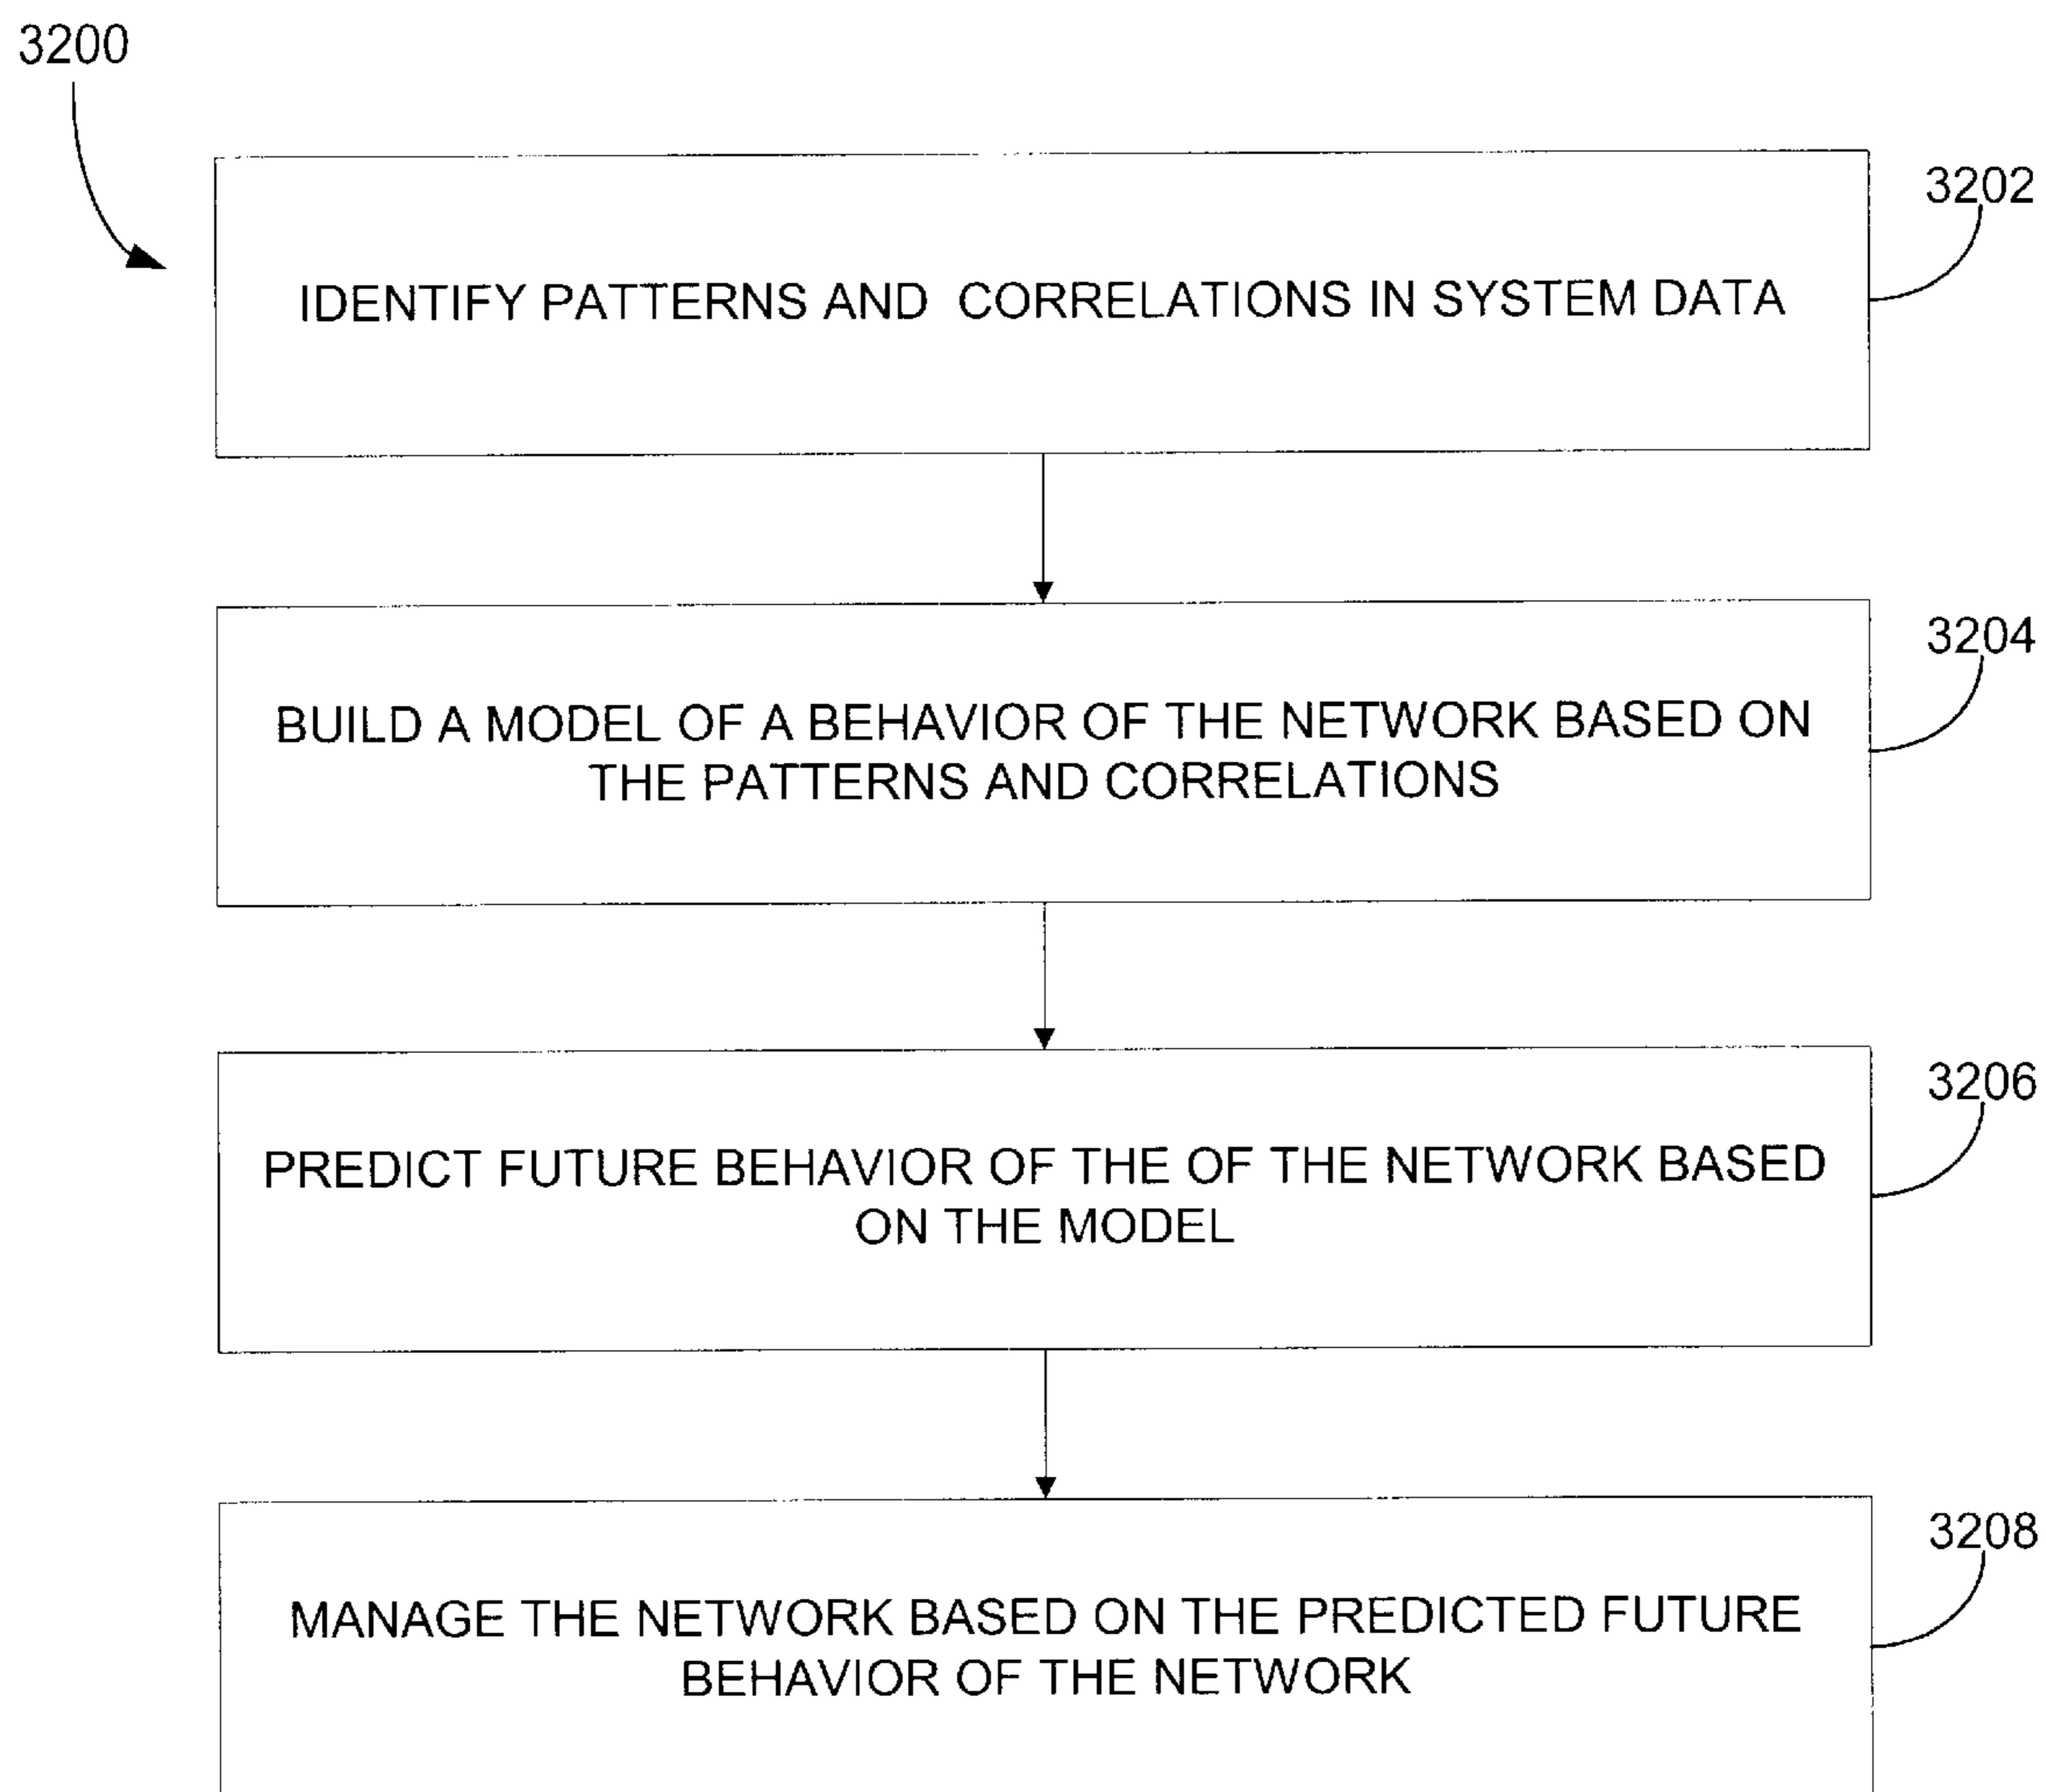 3200
3202
IDENTIFY PATTERNS AND CORRELATIONS IN SYSTEM DATA
3204
BUILD A MODEL OF A BEHAVIOR OF THE NETWORK BASED ON
THE PATTERNS AND CORRELATIONS
3206
PREDICT FUTURE BEHAVIOR OF THE OF THE NETWORK BASED
ON THE MODEL
3208
MANAGE THE NETWORK BASED ON THE PREDICTED FUTURE
BEHAVIOR OF THE NETWORK